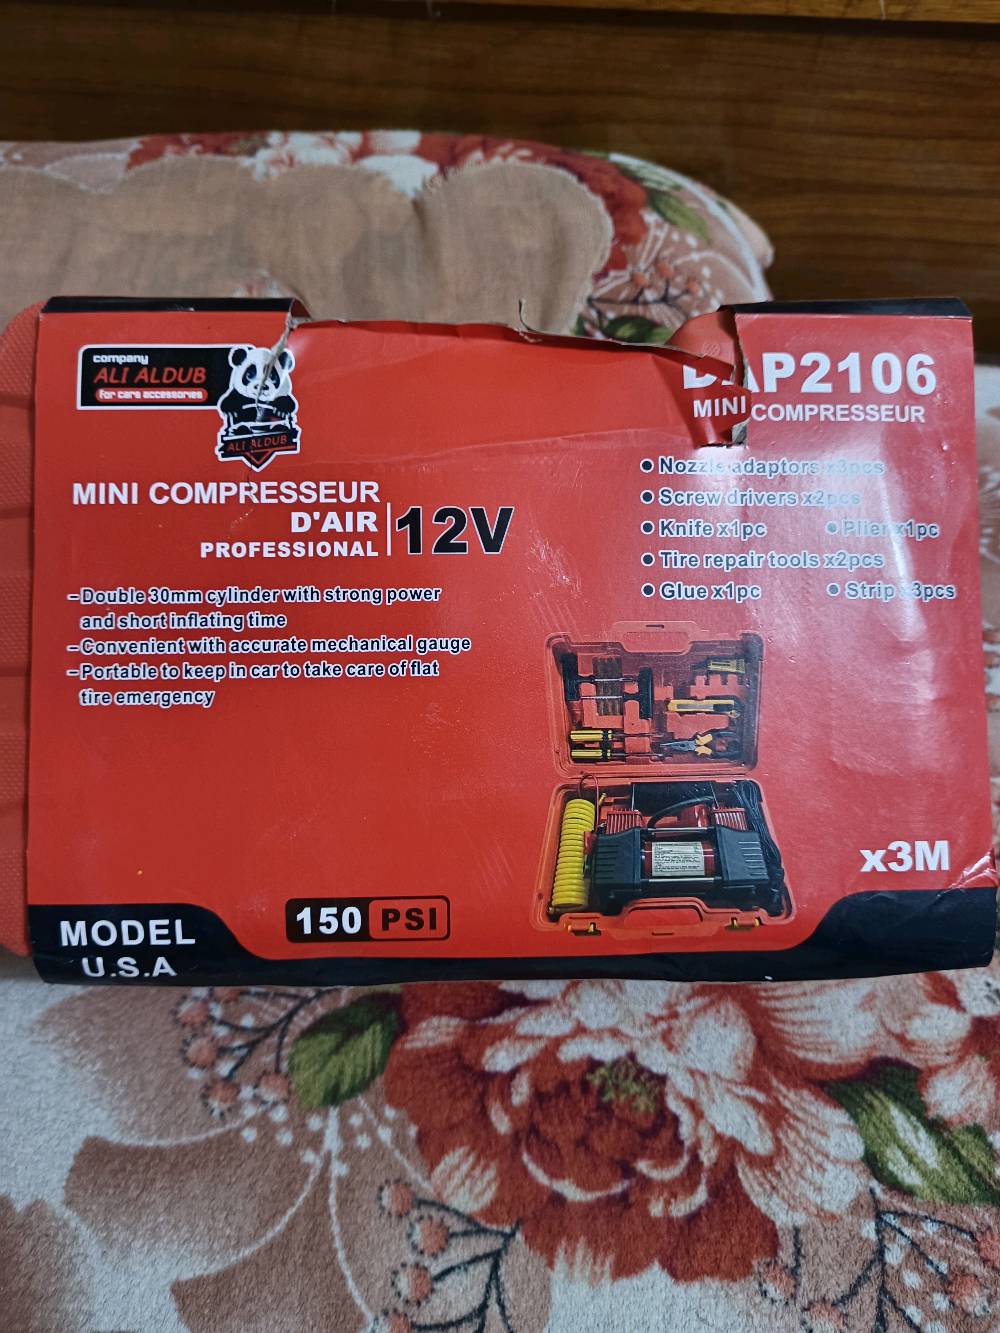 company
ALI ALDUB
for cars accessories
ALI ALDUB
MINI COMPRESSEUR
D'AIR
PROFESSIONAL
12V
-Double 30mm cylinder with strong power
and short inflating time
-Convenient with accurate mechanical gauge
-Portable to keep in car to take care of flat
tire emergency
DAP2106
MINI COMPRESSEUR
● Nozzle adaptors x3pcs
● Screw drivers x2pcs
● Knife x1pc ● Plier x1pc
● Tire repair tools x2pcs
● Glue x1pc ● Strip x3pcs
x3M
150 PSI
MODEL
U.S.A